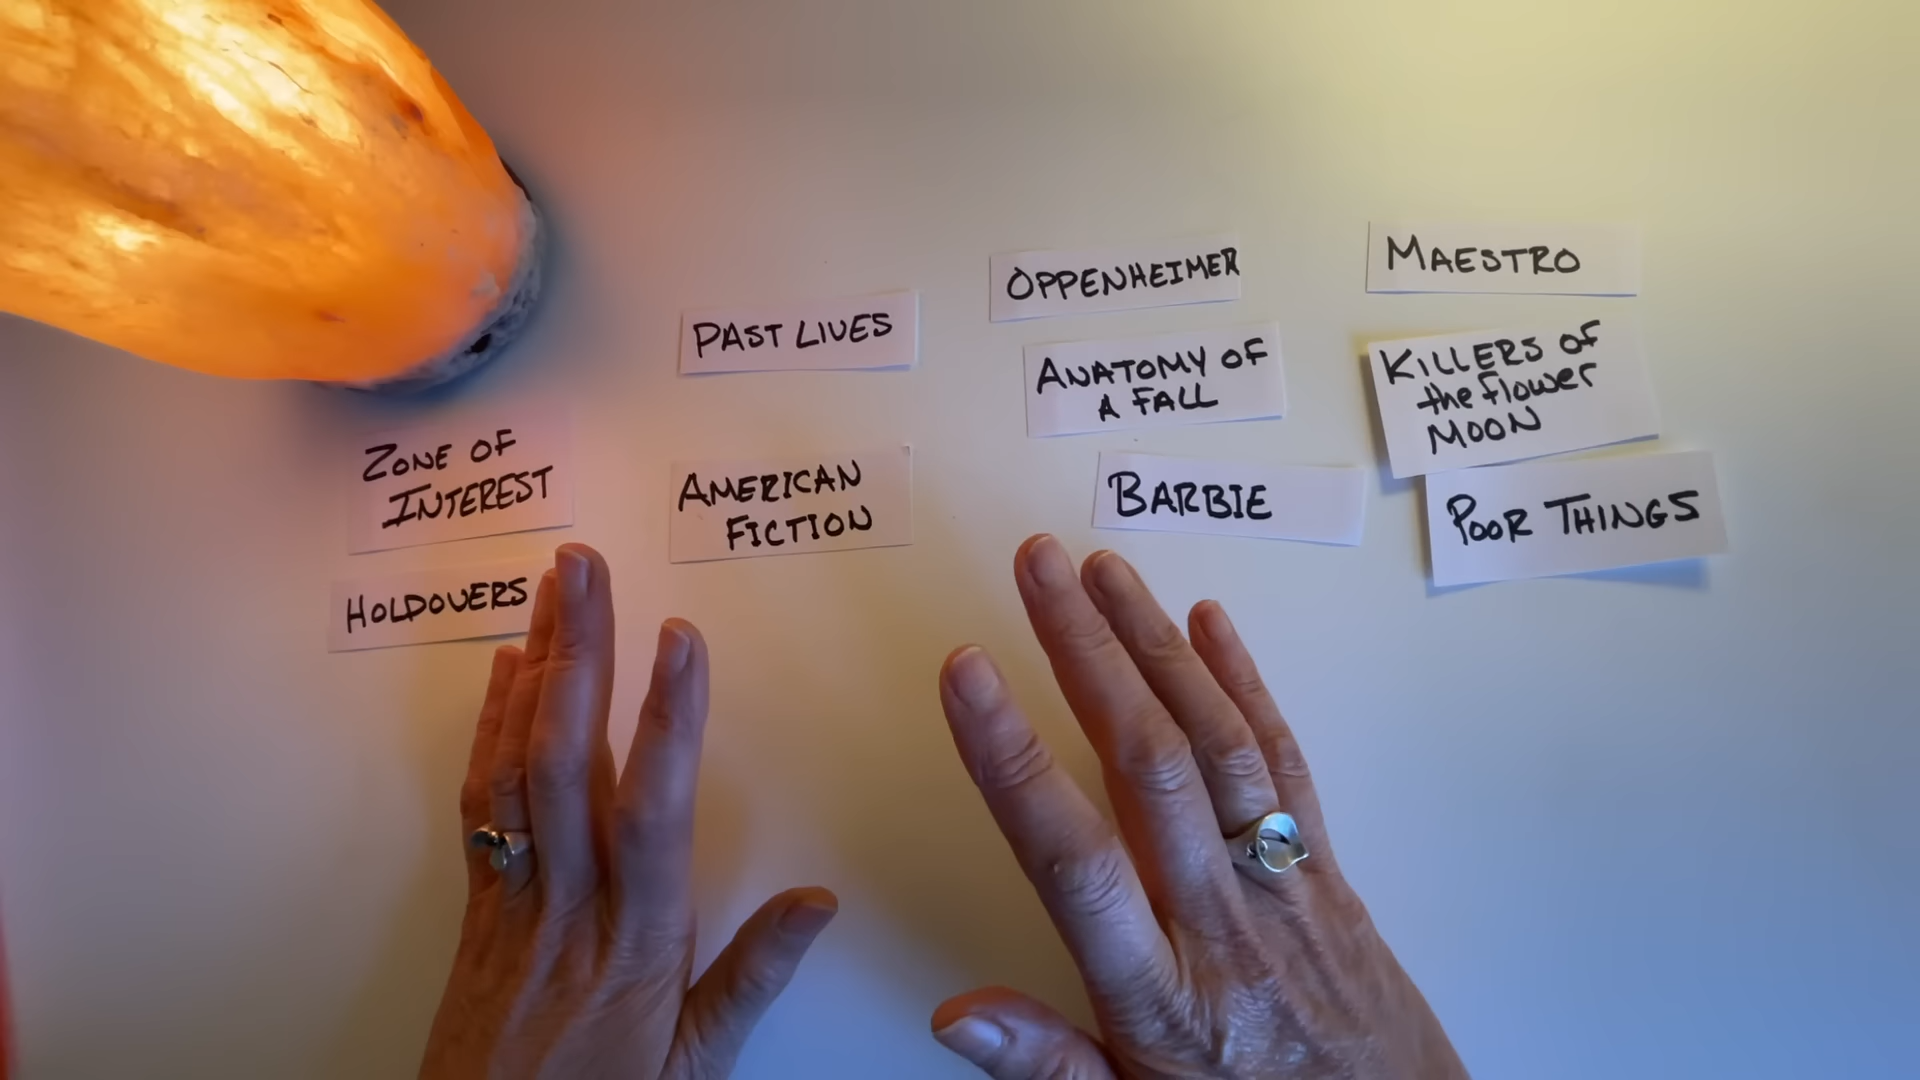 ZONE OF
INTEREST
HOLDOVERS
PAST LIVES
AMERICAN
FICTION
OPPENHEIMER
ANATOMY OF
A FALL
BARBIE
MAESTRO
KILLERS OF
the flower
MOON
POOR THINGS